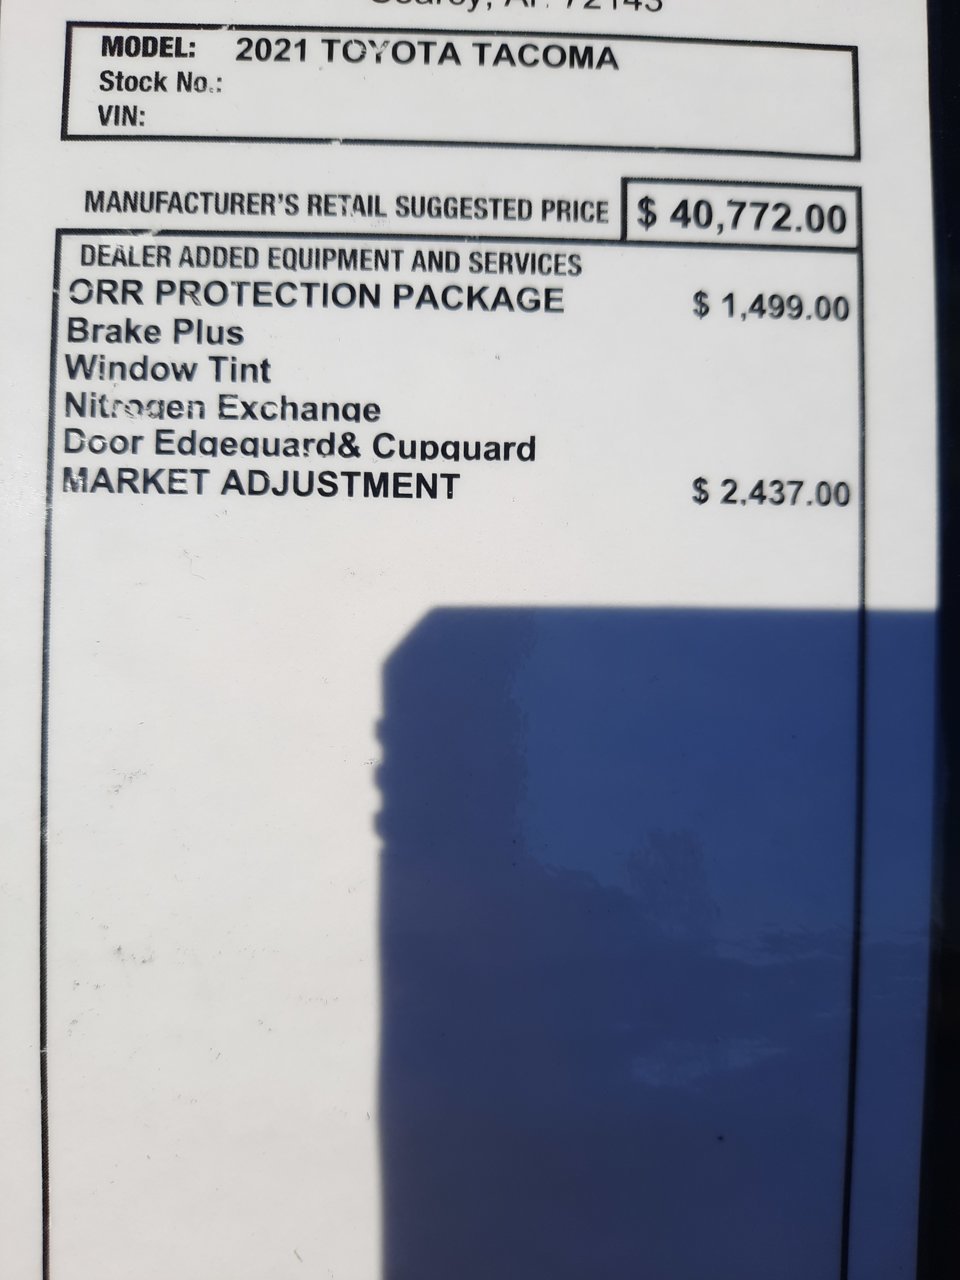 MODEL: 2021 TOYOTA TACOMA
Stock No.:
VIN:
MANUFACTURER'S RETAIL SUGGESTED PRICE $ 40,772.00
DEALER ADDED EQUIPMENT AND SERVICES
ORR PROTECTION PACKAGE $ 1,499.00
Brake Plus
Window Tint
Nitrogen Exchange
Door Edgeguard& Cupguard
MARKET ADJUSTMENT $ 2,437.00